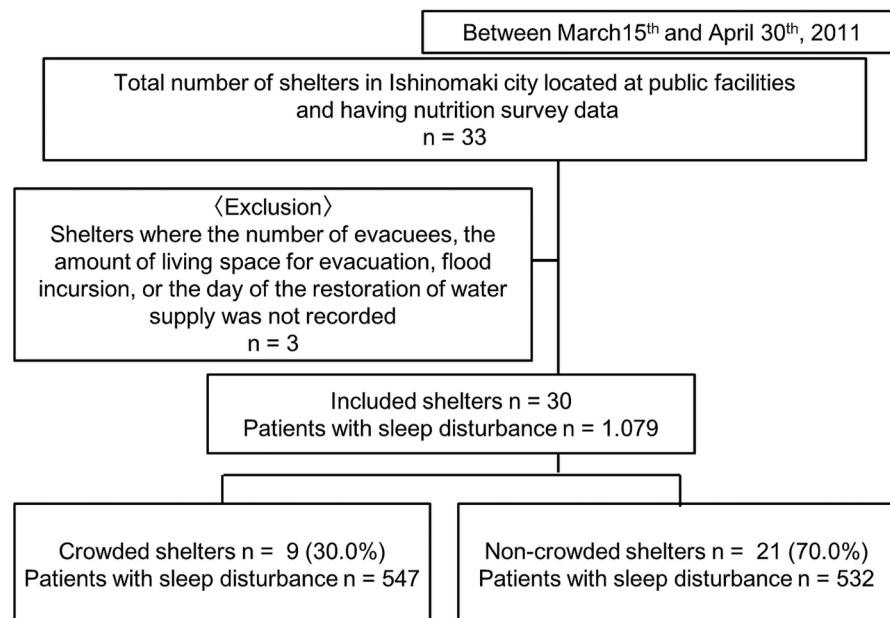 Between March15th and April 30th, 2011
Total number of shelters in Ishinomaki city located at public facilities
and having nutrition survey data
n = 33
〈Exclusion〉
Shelters where the number of evacuees, the
amount of living space for evacuation, flood
incursion, or the day of the restoration of water
supply was not recorded
n = 3
Included shelters n = 30
Patients with sleep disturbance n = 1.079
Crowded shelters n = 9 (30.0%)
Patients with sleep disturbance n = 547
Non-crowded shelters n = 21 (70.0%)
Patients with sleep disturbance n = 532